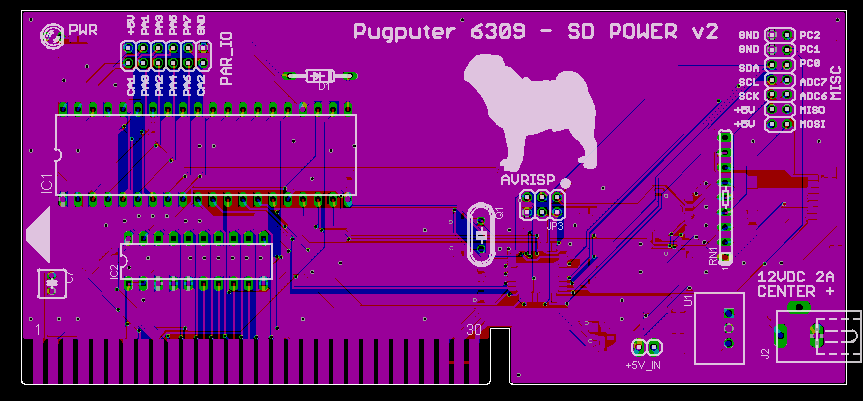 PWR
+5V PA1 PA3 PA5 PA7 GND
CA1 PA0 PA2 PA4 PA6 CA2
PAR_IO
D1
Pugputer 6309 - SD POWER v2
GND PC2
GND PC1
SDA PC0
SCL ADC7
SCK ADC6
+5V MISO
+5V MOSI
MISC
IC1
AVRISP
JP3
Q1
IC2
RN1
1
12VDC 2A
CENTER +
U1
J2
+5V_IN
1
30